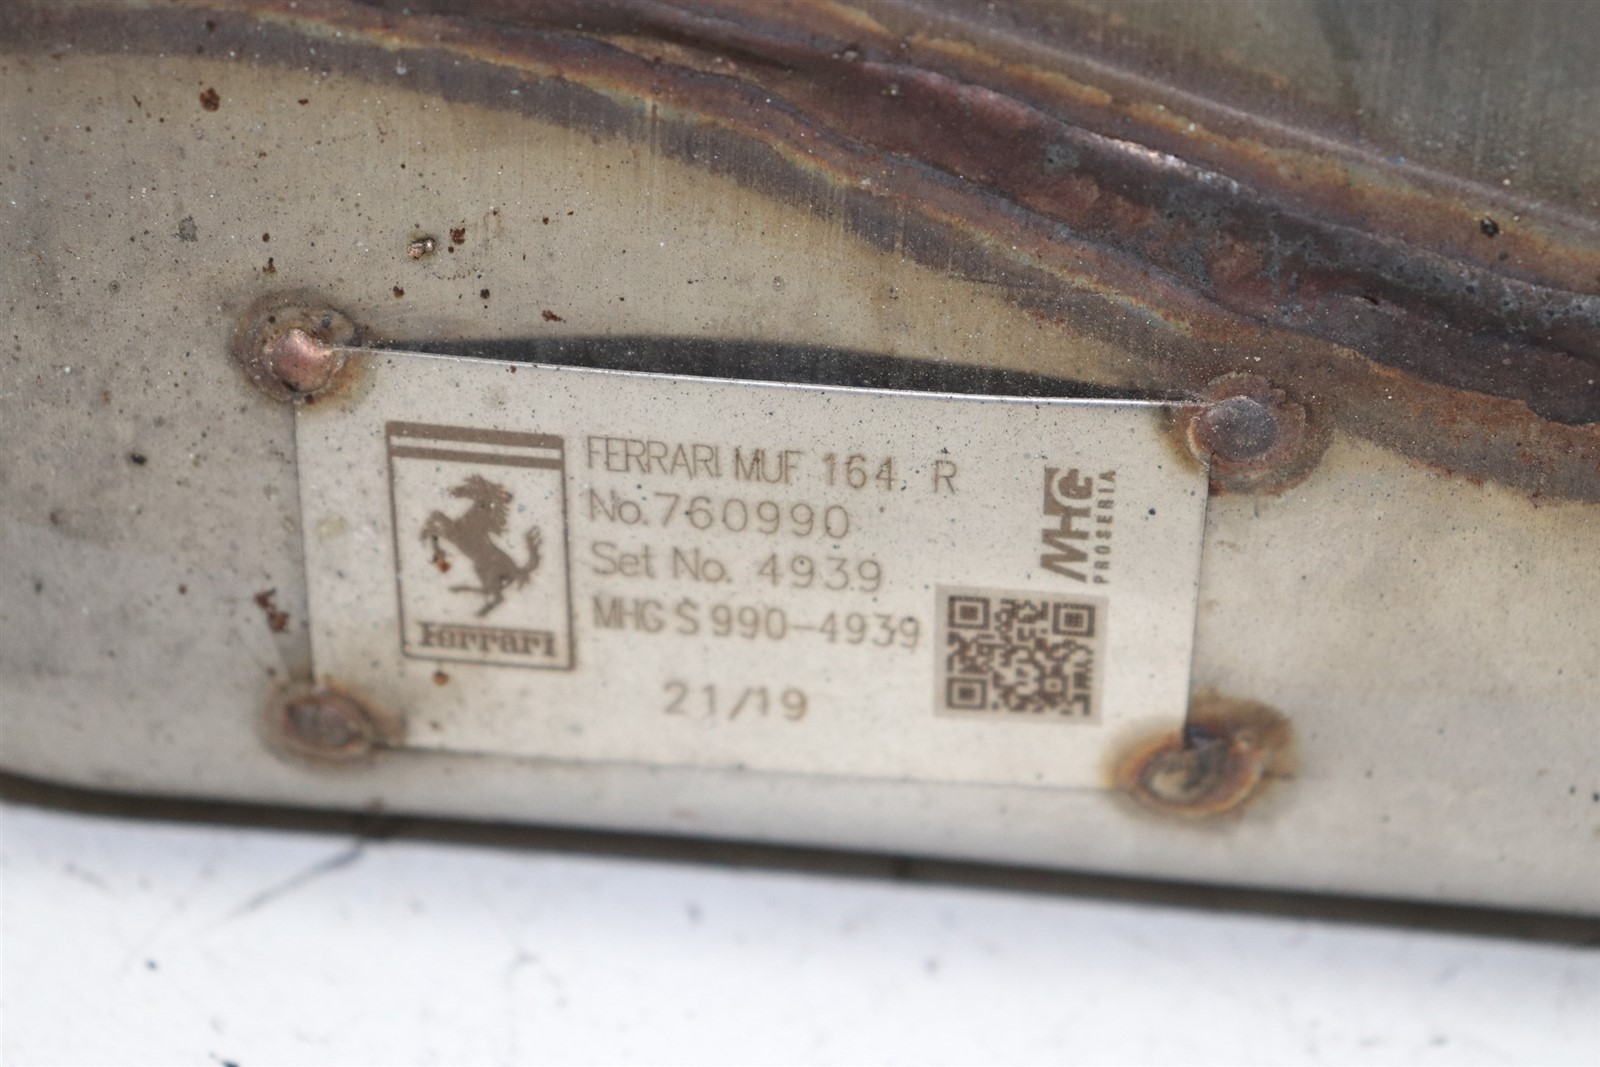 FERRARI MUF 164 R
No. 760990
Set No. 4939
MHG S 990-4939
21/19
Ferrari
MHG
PROSERIA